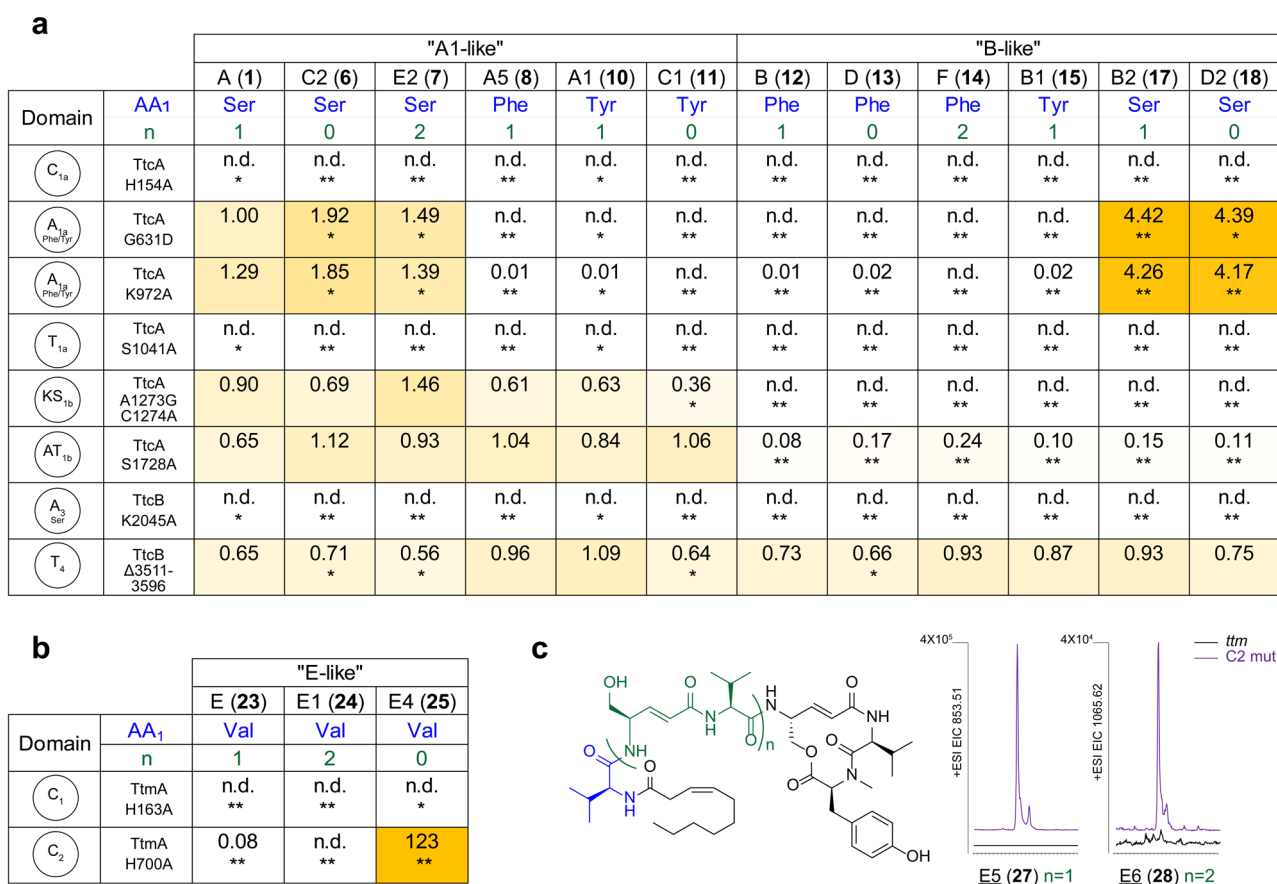 a
"A1-like" "B-like"
A (1) C2 (6) E2 (7) A5 (8) A1 (10) C1 (11) B (12) D (13) F (14) B1 (15) B2 (17) D2 (18)
Domain AA1 Ser Ser Ser Phe Tyr Tyr Phe Phe Phe Tyr Ser Ser
n 1 0 2 1 1 0 1 0 2 1 1 0
C1a TtcA H154A n.d. n.d. n.d. n.d. n.d. n.d. n.d. n.d. n.d. n.d. n.d. n.d.
* ** ** ** * ** ** ** ** ** ** **
A1a Phe/Tyr TtcA G631D 1.00 1.92 1.49 n.d. n.d. n.d. n.d. n.d. n.d. n.d. 4.42 4.39
* * ** * ** ** ** ** ** ** *
A1a Phe/Tyr TtcA K972A 1.29 1.85 1.39 0.01 0.01 n.d. 0.01 0.02 n.d. 0.02 4.26 4.17
* * ** * ** ** ** ** ** ** **
T1a TtcA S1041A n.d. n.d. n.d. n.d. n.d. n.d. n.d. n.d. n.d. n.d. n.d. n.d.
* ** ** ** * ** ** ** ** ** ** **
KS1b TtcA A1273G C1274A 0.90 0.69 1.46 0.61 0.63 0.36 n.d. n.d. n.d. n.d. n.d. n.d.
* ** ** ** ** ** **
AT1b TtcA S1728A 0.65 1.12 0.93 1.04 0.84 1.06 0.08 0.17 0.24 0.10 0.15 0.11
** ** ** ** ** **
A3 Ser TtcB K2045A n.d. n.d. n.d. n.d. n.d. n.d. n.d. n.d. n.d. n.d. n.d. n.d.
* ** ** ** * ** ** ** ** ** ** **
T4 TtcB Δ3511-3596 0.65 0.71 0.56 0.96 1.09 0.64 0.73 0.66 0.93 0.87 0.93 0.75
* * * *
b
"E-like"
E (23) E1 (24) E4 (25)
Domain AA1 Val Val Val
n 1 2 0
C1 TtmA H163A n.d. n.d. n.d.
** ** *
C2 TtmA H700A 0.08 n.d. 123
** ** **
c
OH
O
N
H
O
n
H
N
O
NH
O
N
H
O
O
O
N
H
O
N
O
OH
4X10⁵
+ESI EIC 853.51
E5 (27) n=1
4X10⁴
+ESI EIC 1065.62
E6 (28) n=2
ttm
C2 mut